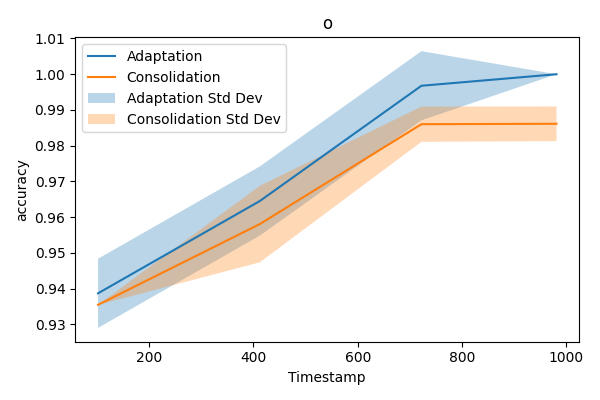 o
1.01
1.00
0.99
0.98
0.97
0.96
0.95
0.94
0.93
accuracy
Adaptation
Consolidation
Adaptation Std Dev
Consolidation Std Dev
200
400
600
800
1000
Timestamp